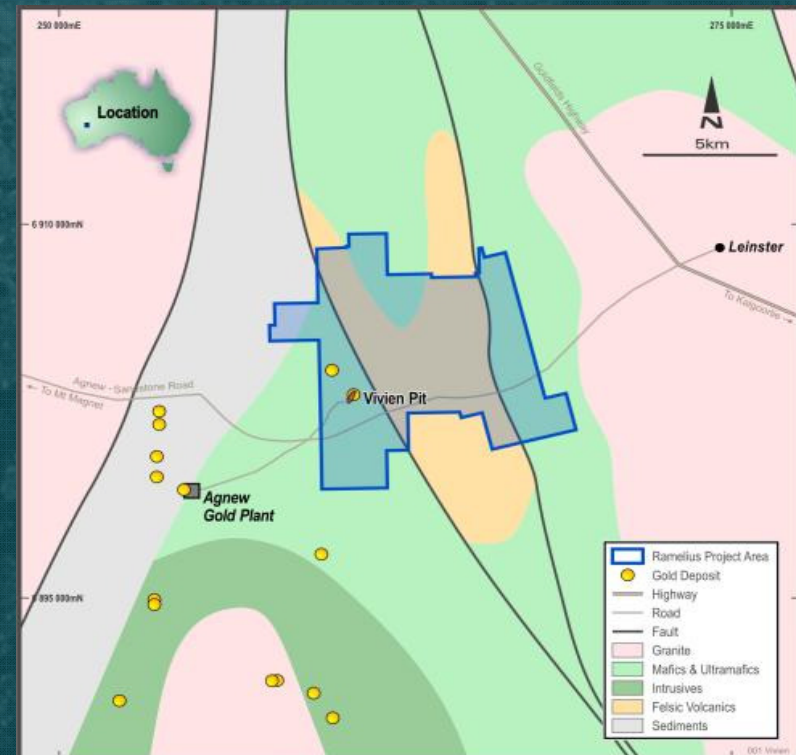 250 000mE
275 000mE
Location
Goldfields Highway
N
5km
6 910 000mN
Leinster
To Kalgoorlie →
Agnew - Sandstone Road
← To Mt Magnet
Vivien Pit
Agnew
Gold Plant
6 895 000mN
Ramelius Project Area
Gold Deposit
Highway
Road
Fault
Granite
Mafics & Ultramafics
Intrusives
Felsic Volcanics
Sediments
001 Vivien